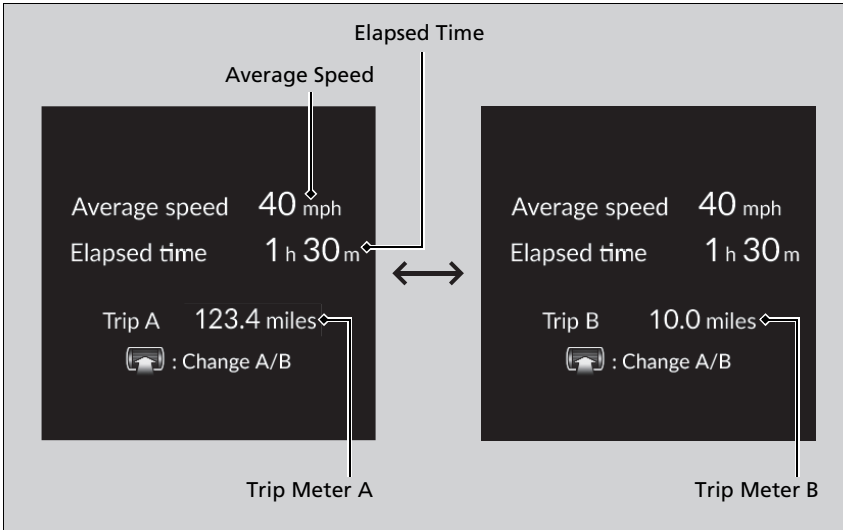 Elapsed Time
Average Speed
Average speed 40 mph
Elapsed time 1 h 30 m
Trip A 123.4 miles
: Change A/B
Average speed 40 mph
Elapsed time 1 h 30 m
Trip B 10.0 miles
: Change A/B
Trip Meter A
Trip Meter B